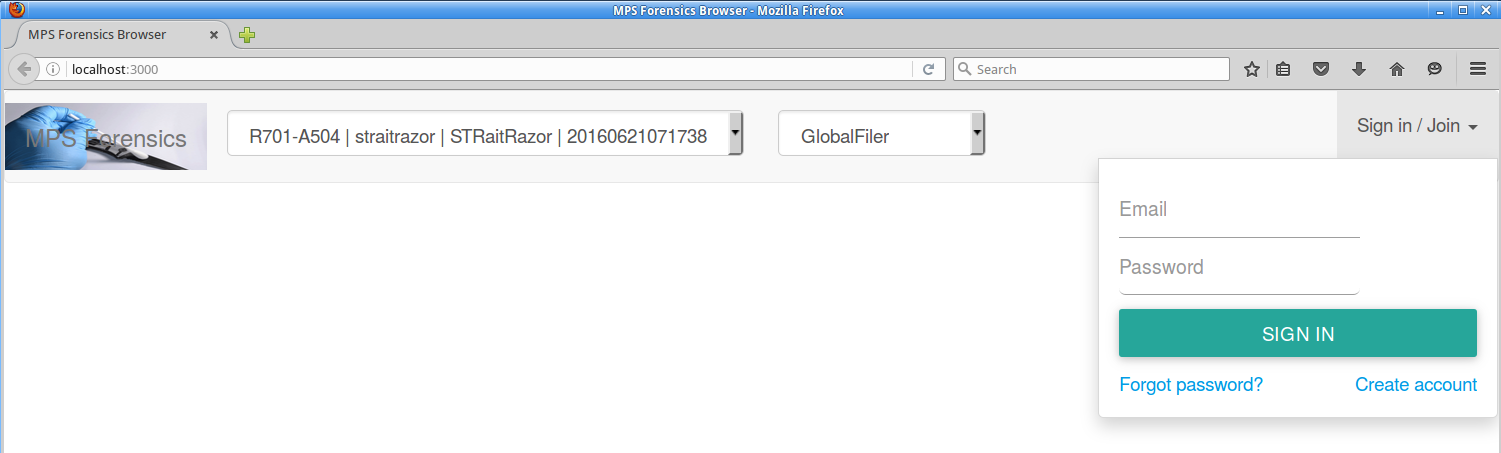 MPS Forensics Browser - Mozilla Firefox
MPS Forensics Browser
localhost:3000
Search
MPS Forensics
R701-A504 | straitrazor | STRaitRazor | 20160621071738
GlobalFiler
Sign in / Join
Email
Password
SIGN IN
Forgot password? Create account